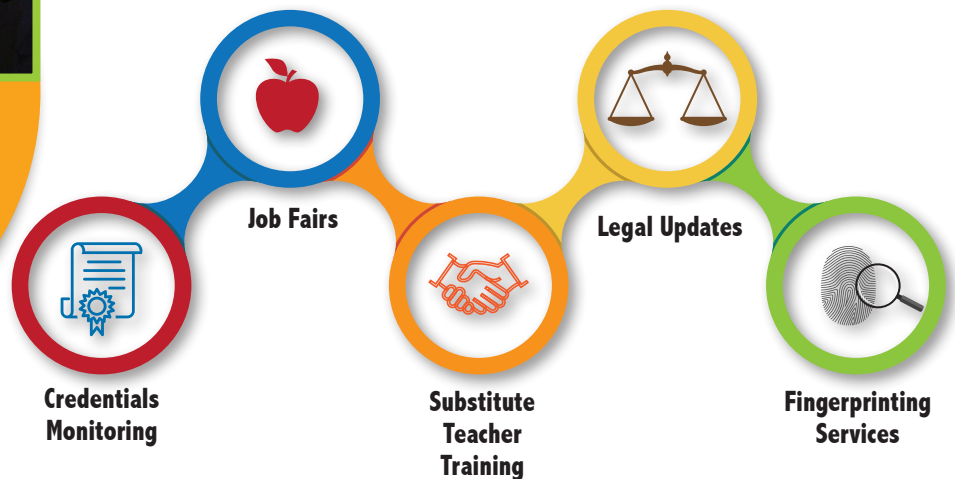 Credentials
Monitoring
Job Fairs
Substitute
Teacher
Training
Legal Updates
Fingerprinting
Services